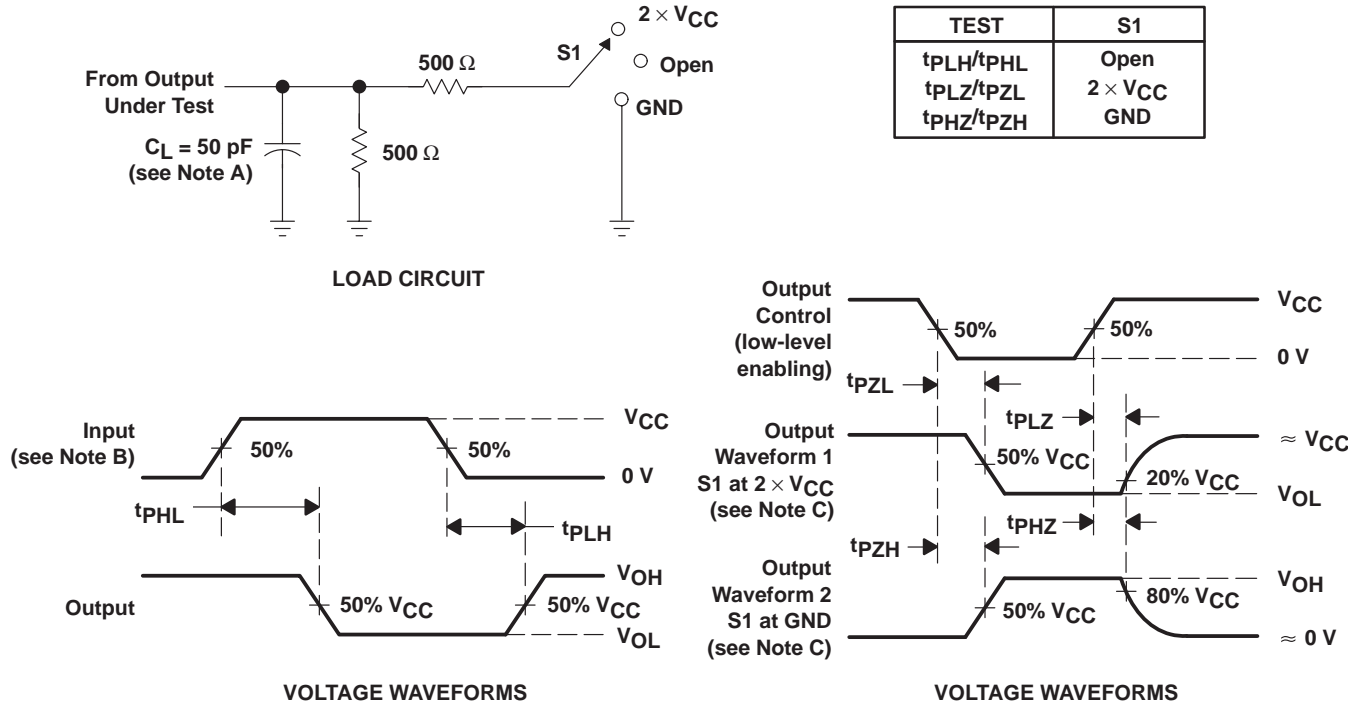 2 × VCC
S1
Open
GND
500 Ω
From Output
Under Test
CL = 50 pF
(see Note A)
500 Ω
LOAD CIRCUIT
TEST S1
tPLH/tPHL Open
tPLZ/tPZL 2 × VCC
tPHZ/tPZH GND
Input
(see Note B)
50%
50%
VCC
0 V
tPHL
tPLH
Output
50% VCC
50% VCC
VOH
VOL
VOLTAGE WAVEFORMS
Output
Control
(low-level
enabling)
50%
50%
VCC
0 V
tPZL
tPLZ
Output
Waveform 1
S1 at 2 × VCC
(see Note C)
50% VCC
20% VCC
≈ VCC
VOL
tPZH
tPHZ
Output
Waveform 2
S1 at GND
(see Note C)
50% VCC
80% VCC
VOH
≈ 0 V
VOLTAGE WAVEFORMS